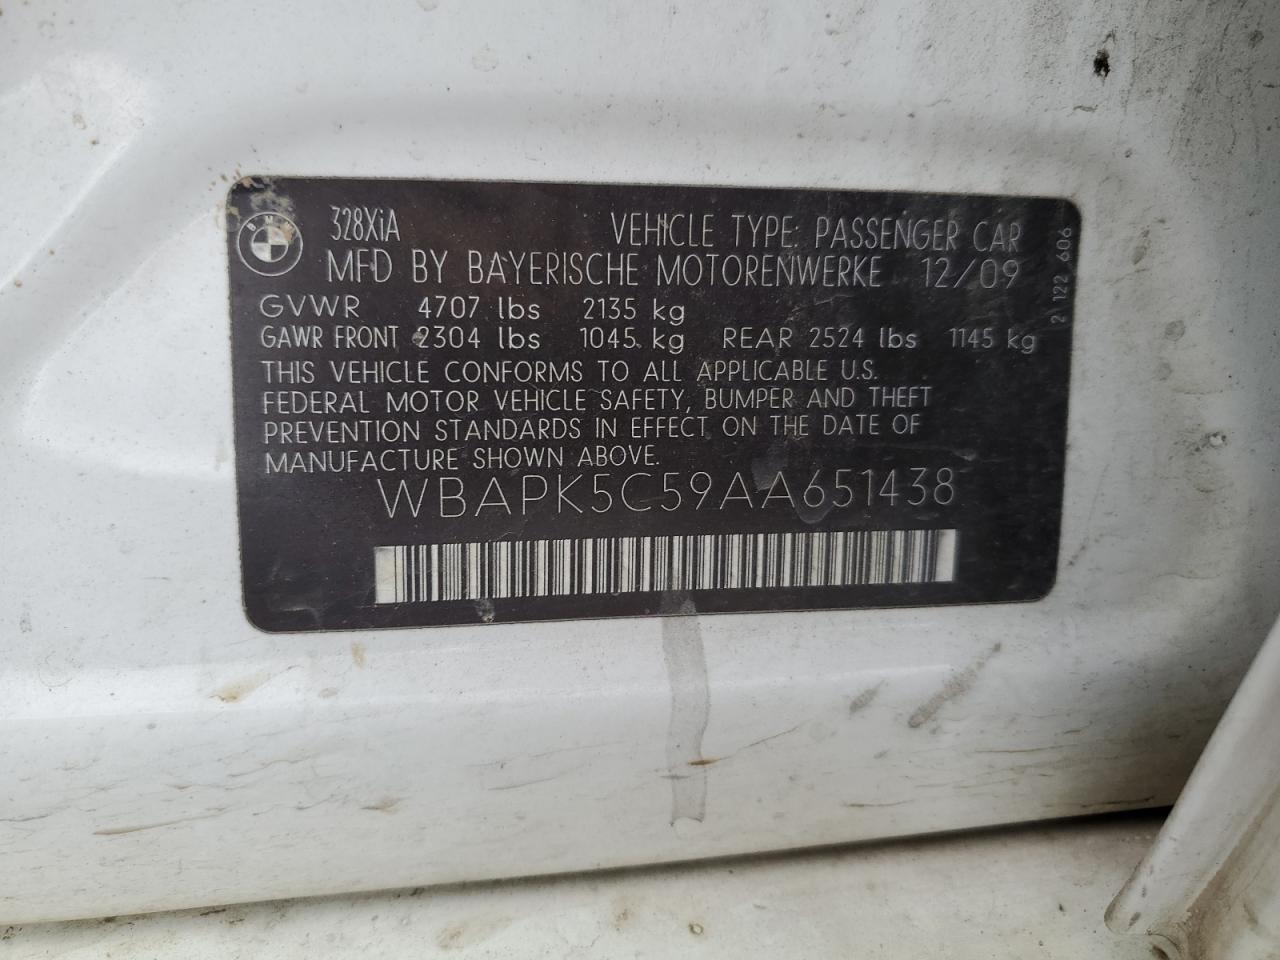 BMW
328XiA VEHICLE TYPE: PASSENGER CAR
MFD BY BAYERISCHE MOTORENWERKE 12/09
GVWR 4707 lbs 2135 kg
GAWR FRONT 2304 lbs 1045 kg REAR 2524 lbs 1145 kg
THIS VEHICLE CONFORMS TO ALL APPLICABLE U.S.
FEDERAL MOTOR VEHICLE SAFETY, BUMPER AND THEFT
PREVENTION STANDARDS IN EFFECT ON THE DATE OF
MANUFACTURE SHOWN ABOVE.
WBAPK5C59AA651438
2 122 606